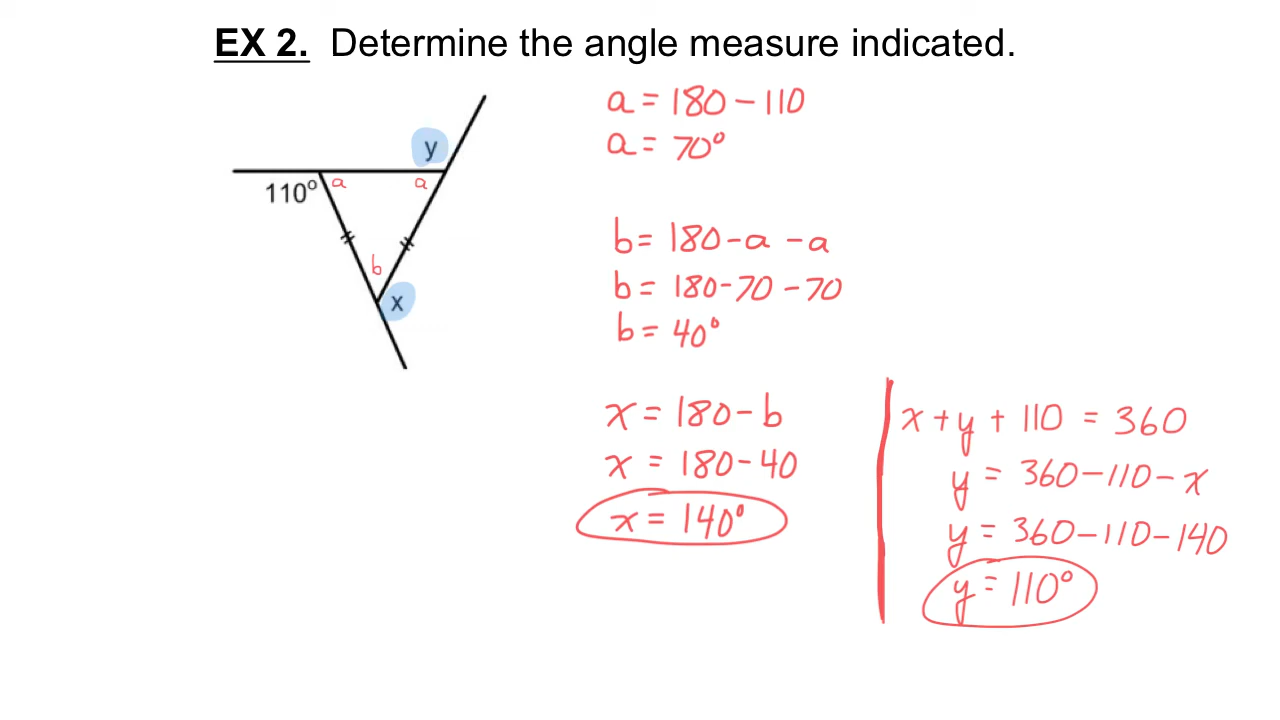 EX 2. Determine the angle measure indicated.
y
110° a a
b
x
a = 180 - 110
a = 70°
b = 180 - a - a
b = 180 - 70 - 70
b = 40°
x = 180 - b
x = 180 - 40
x = 140°
x + y + 110 = 360
y = 360 - 110 - x
y = 360 - 110 - 140
y = 110°